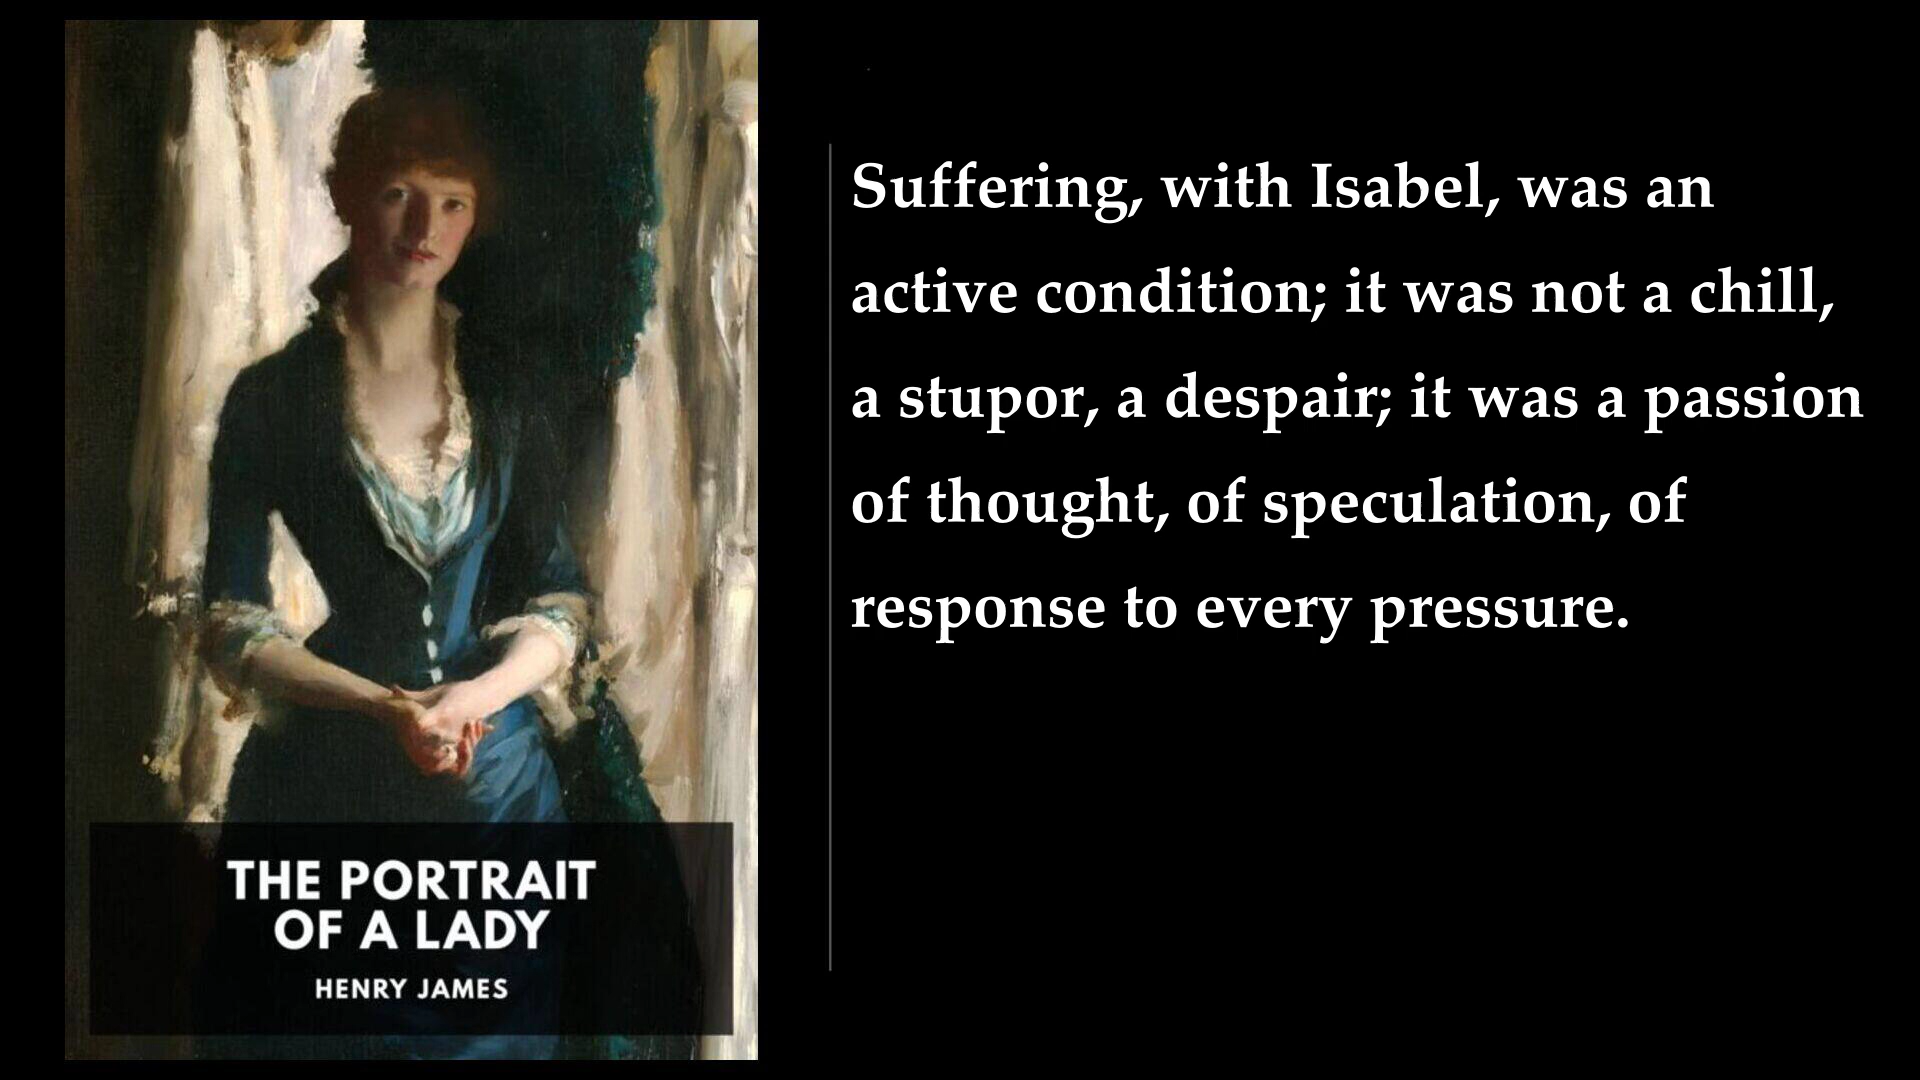 THE PORTRAIT
OF A LADY
HENRY JAMES
Suffering, with Isabel, was an
active condition; it was not a chill,
a stupor, a despair; it was a passion
of thought, of speculation, of
response to every pressure.